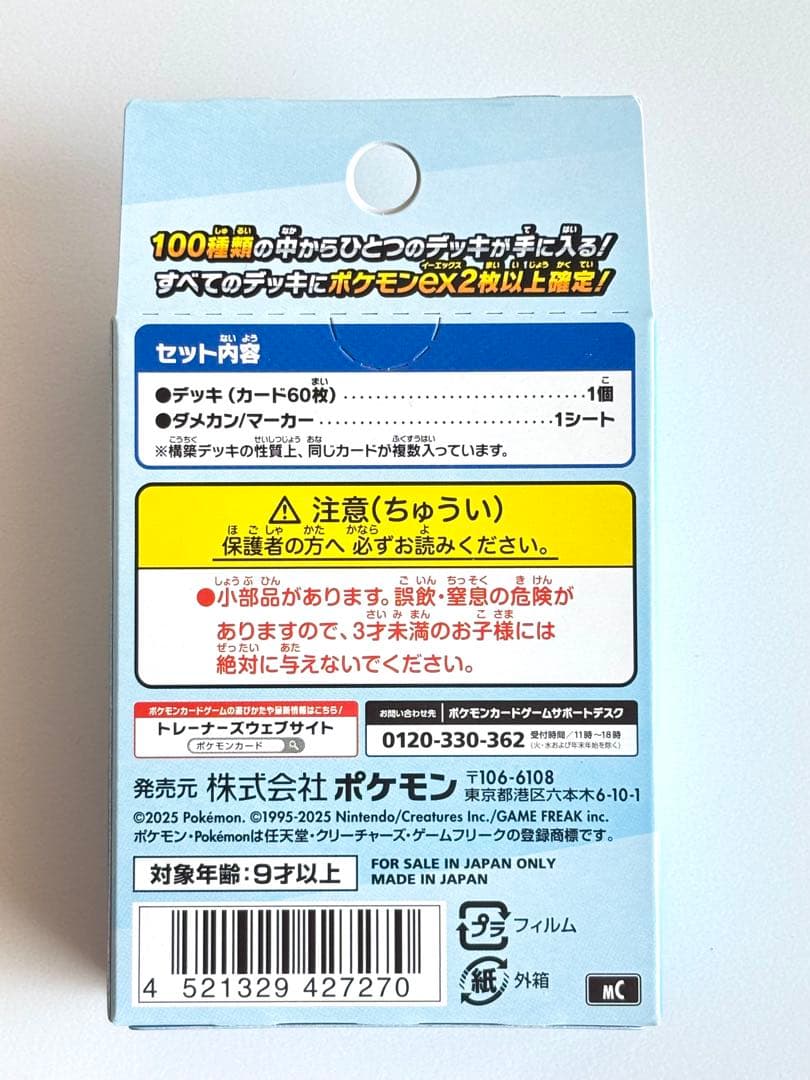 100種類の中からひとつのデッキが手に入る!
すべてのデッキにポケモンex2枚以上確定!
セット内容
●デッキ(カード60枚)・・・・・・・・・・・・・・・・・・・・・・・・・・・・・・1個
●ダメカン/マーカー・・・・・・・・・・・・・・・・・・・・・・・・・・・・・・1シート
※構築デッキの性質上、同じカードが複数入っています。
⚠ 注意(ちゅうい)
保護者の方へ 必ずお読みください。
●小部品があります。誤飲・窒息の危険が
ありますので、3才未満のお子様には
絶対に与えないでください。
ポケモンカードゲームの遊びかたや最新情報はこちら/
トレーナーズウェブサイト
ポケモンカード
お問い合わせ先 ポケモンカードゲームサポートデスク
0120-330-362 受付時間/11時〜18時
(火・水および年末年始を除く)
発売元 株式会社 ポケモン 〒106-6108
東京都港区六本木6-10-1
©2025 Pokémon. ©1995-2025 Nintendo/Creatures Inc./GAME FREAK inc.
ポケモン・Pokémonは任天堂・クリーチャーズ・ゲームフリークの登録商標です。
対象年齢:9才以上
FOR SALE IN JAPAN ONLY
MADE IN JAPAN
4 521329 427270
プラ フィルム
紙 外箱
MC